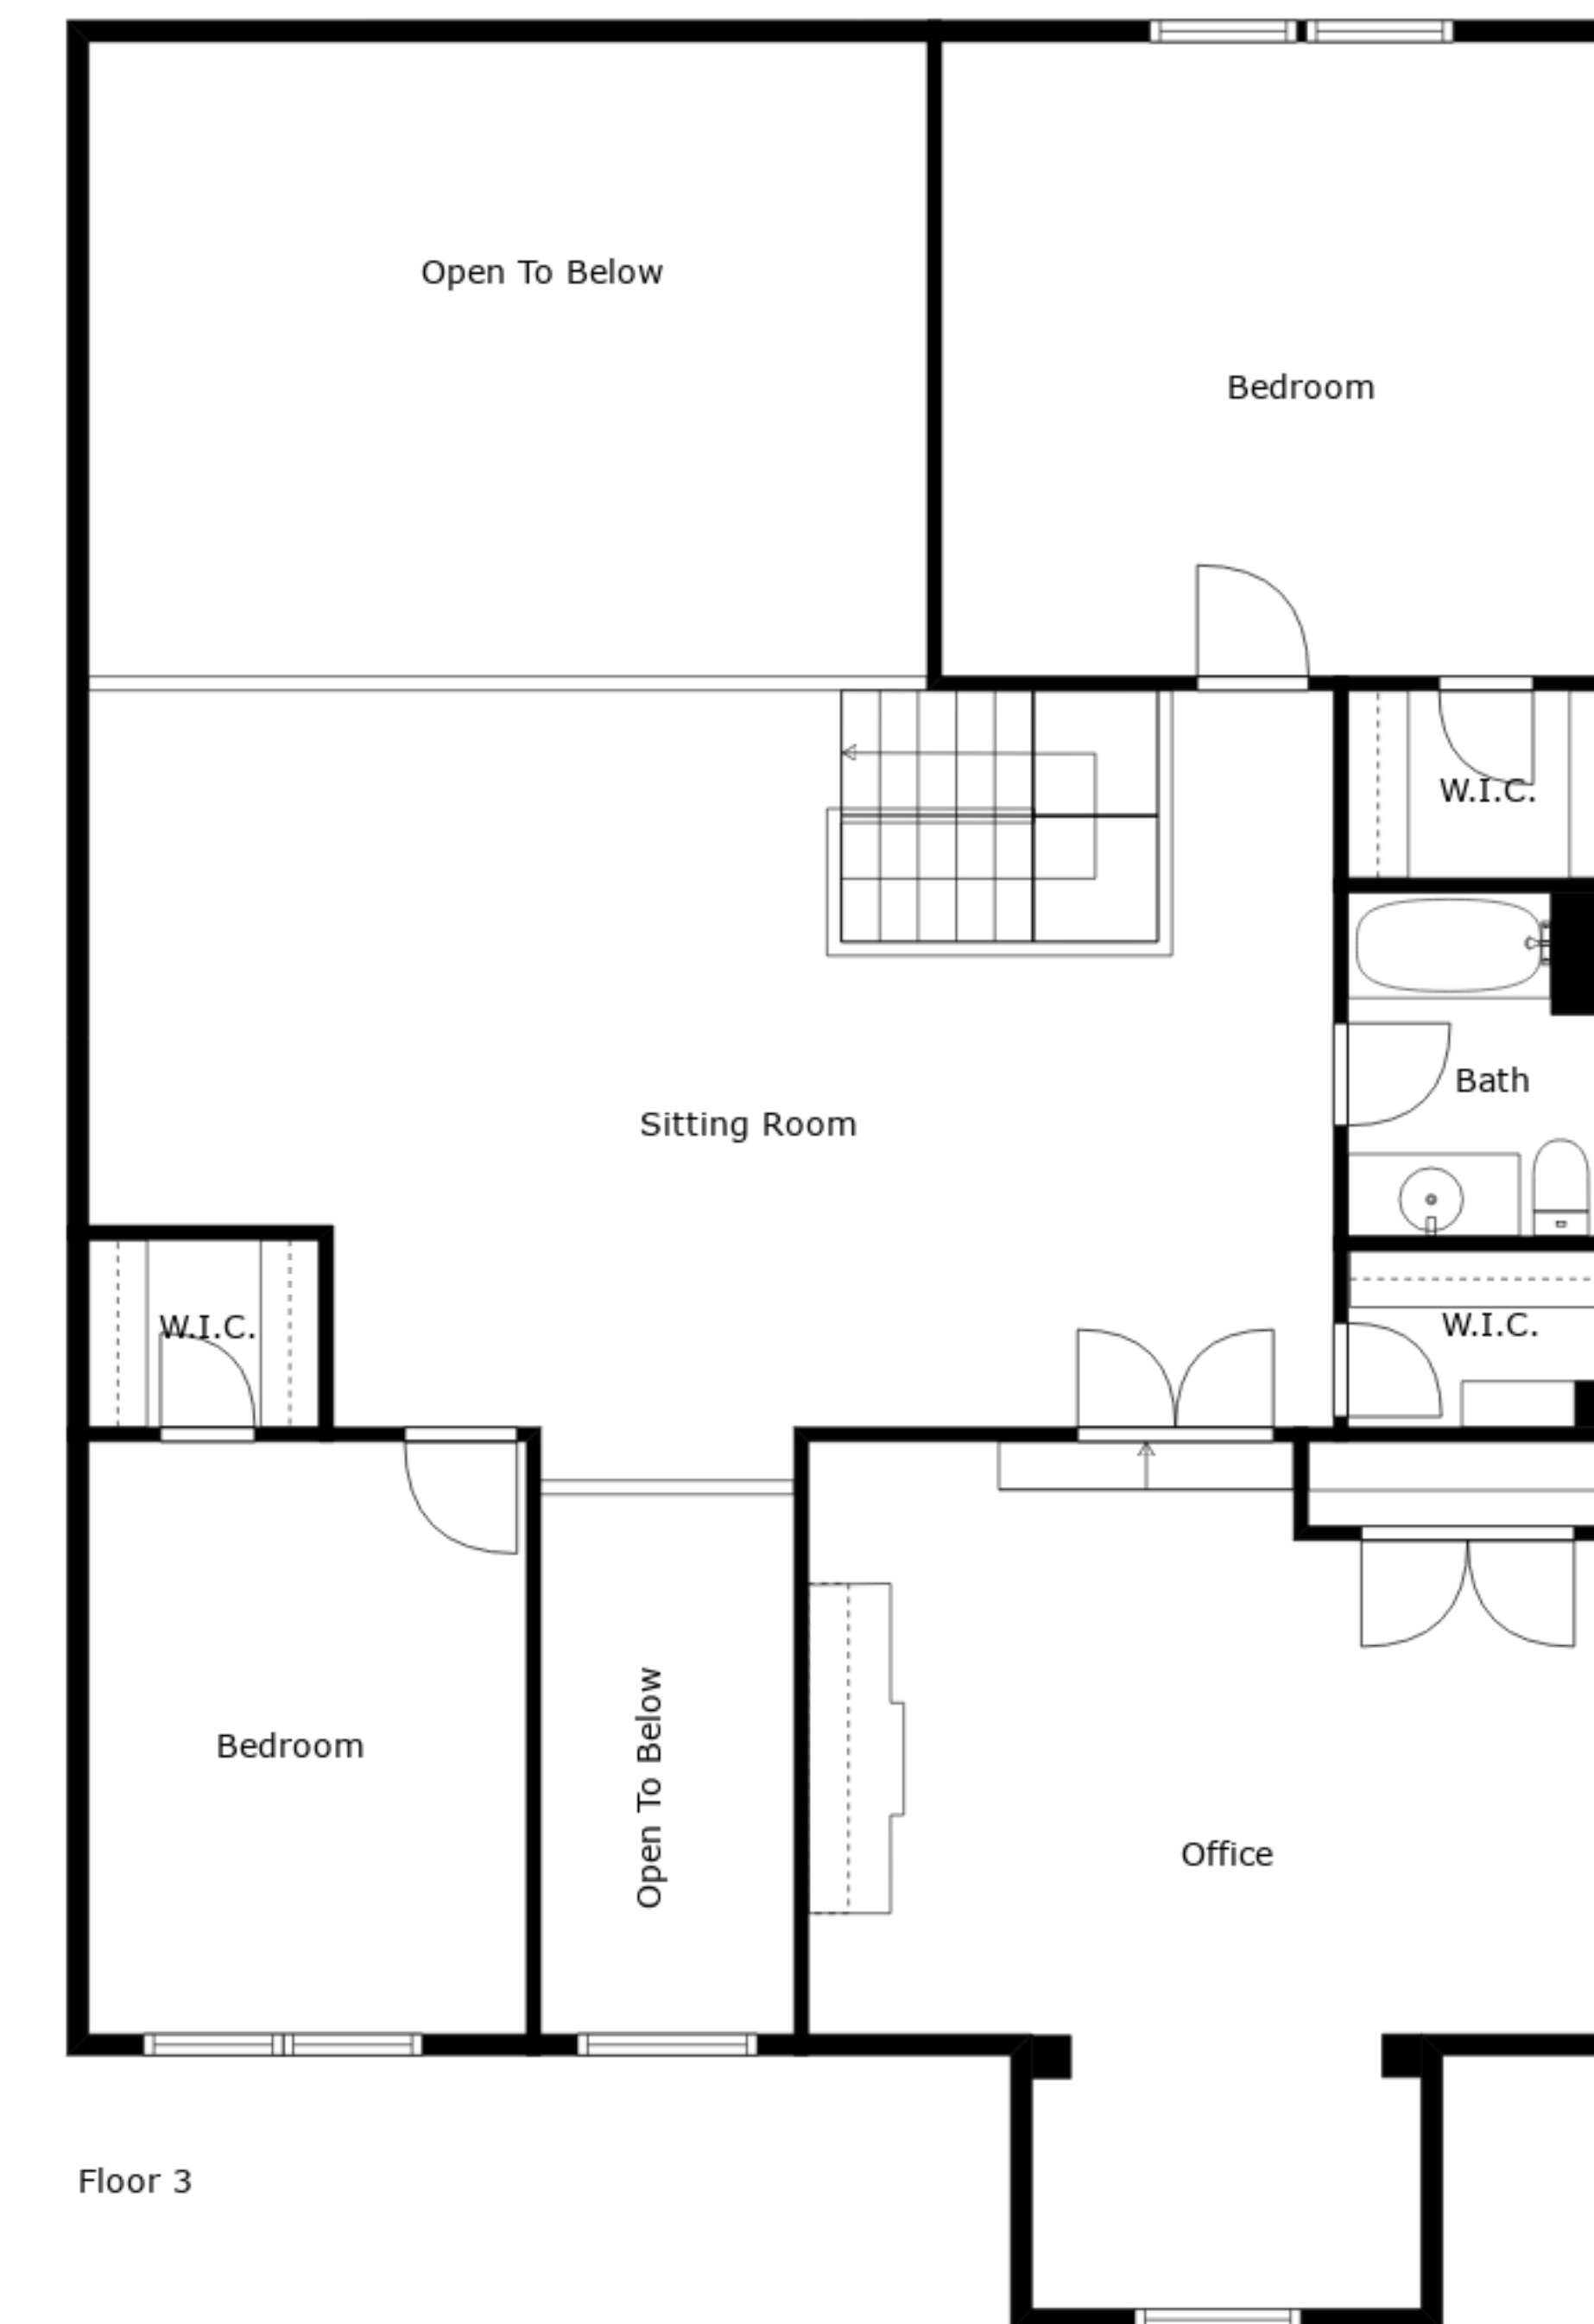 Open To Below
Bedroom
W.I.C.
Bath
Sitting Room
W.I.C.
W.I.C.
Bedroom
Open To Below
Office
Floor 3